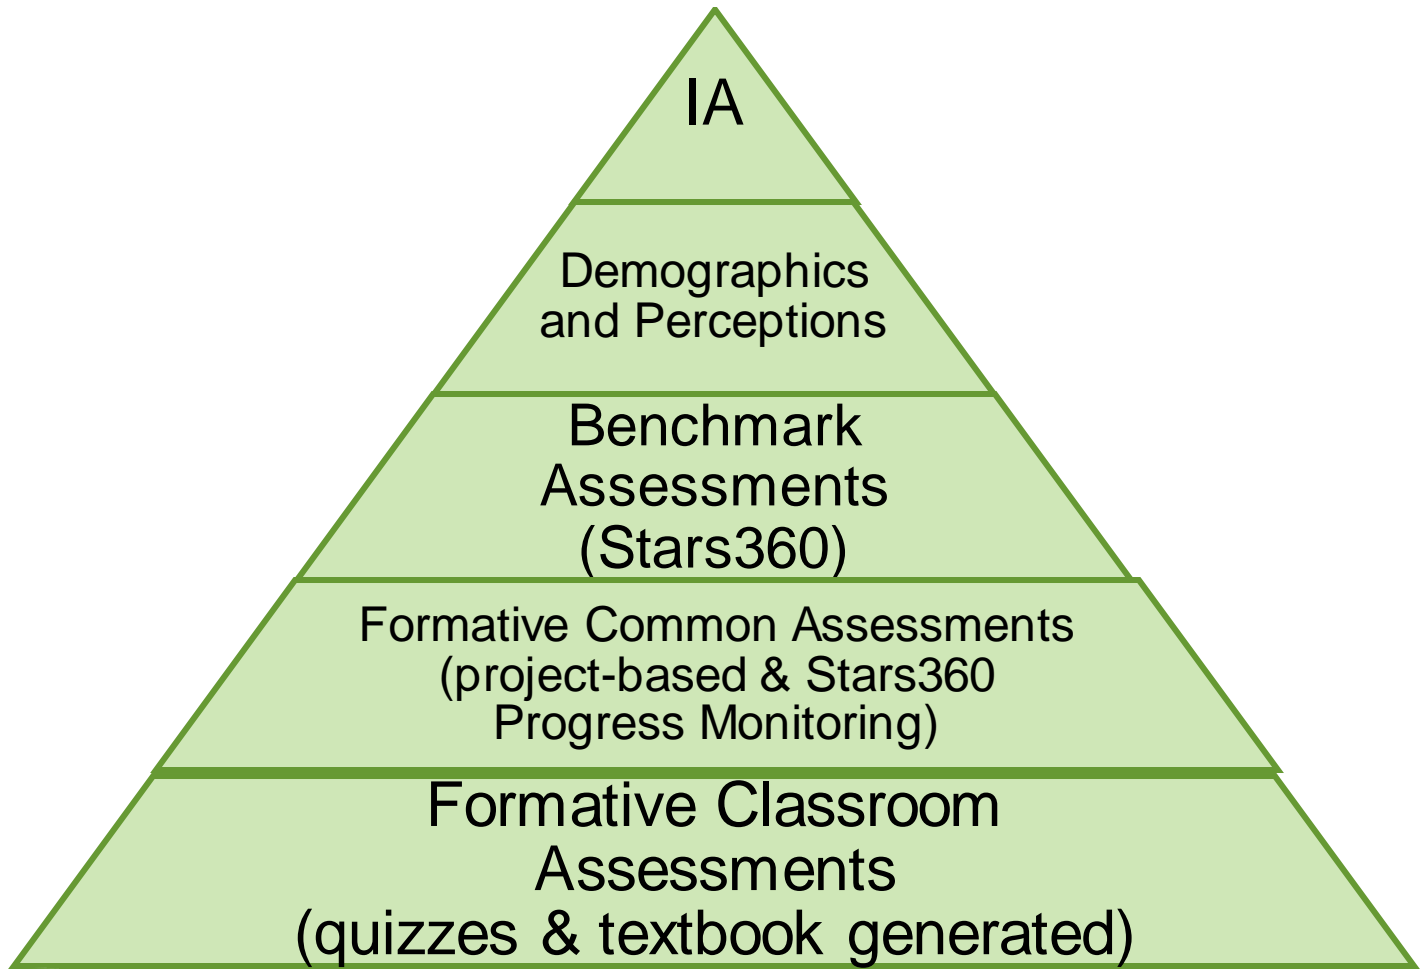 IA
Demographics
and Perceptions
Benchmark
Assessments
(Stars360)
Formative Common Assessments
(project-based & Stars360
Progress Monitoring)
Formative Classroom
Assessments
(quizzes & textbook generated)